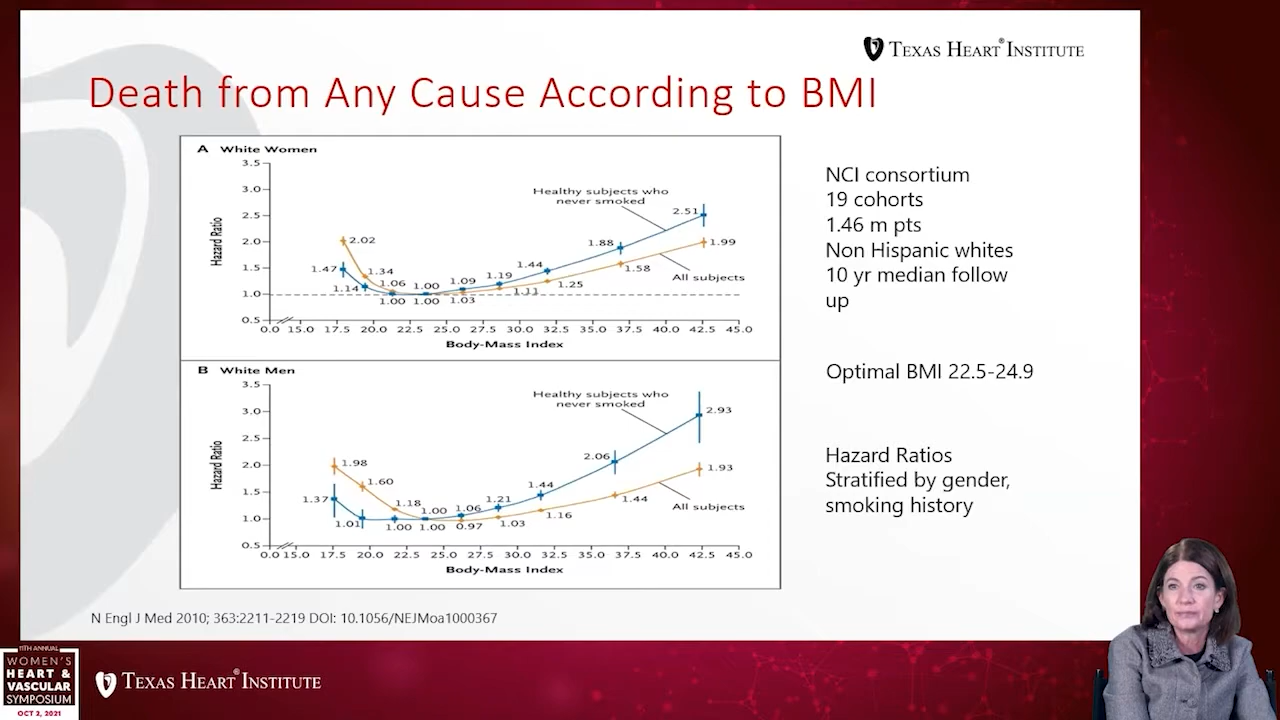 TEXAS HEART® INSTITUTE
Death from Any Cause According to BMI
A White Women
3.5
3.0
2.5
2.0
1.5
1.0
0.5
Hazard Ratio
Healthy subjects who
never smoked
All subjects
2.02
1.47
1.34
1.14
1.06
1.00
1.00
1.00
1.09
1.03
1.19
1.11
1.44
1.25
1.88
1.58
2.51
1.99
0.0 15.0 17.5 20.0 22.5 25.0 27.5 30.0 32.5 35.0 37.5 40.0 42.5 45.0
Body-Mass Index
B White Men
3.5
3.0
2.5
2.0
1.5
1.0
0.5
Hazard Ratio
Healthy subjects who
never smoked
All subjects
1.98
1.37
1.60
1.01
1.18
1.00
1.00
1.00
1.06
0.97
1.21
1.03
1.44
1.16
2.06
1.44
2.93
1.93
0.0 15.0 17.5 20.0 22.5 25.0 27.5 30.0 32.5 35.0 37.5 40.0 42.5 45.0
Body-Mass Index
NCI consortium
19 cohorts
1.46 m pts
Non Hispanic whites
10 yr median follow
up
Optimal BMI 22.5-24.9
Hazard Ratios
Stratified by gender,
smoking history
N Engl J Med 2010; 363:2211-2219 DOI: 10.1056/NEJMoa1000367
11TH ANNUAL
WOMEN'S
HEART &
VASCULAR
SYMPOSIUM
OCT 2, 2021
TEXAS HEART® INSTITUTE